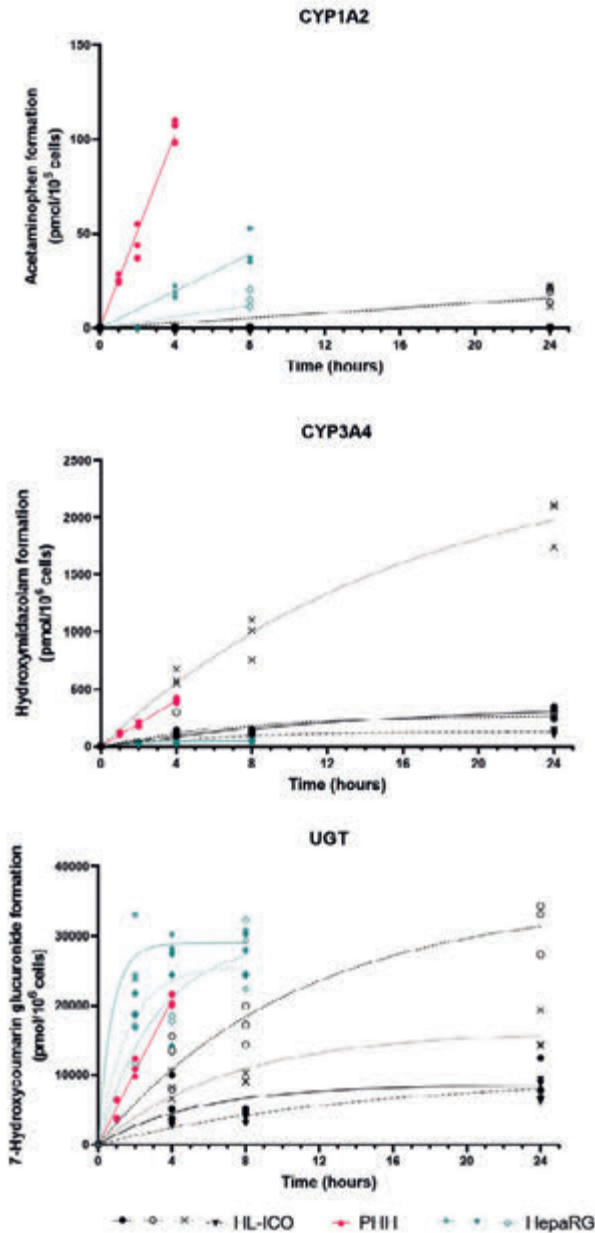 CYP1A2
Acetaminophen formation
(pmol/10⁶ cells)
150
100
50
0
0 4 8 12 16 20 24
Time (hours)
CYP3A4
Hydroxymidazolam formation
(pmol/10⁶ cells)
2500
2000
1500
1000
500
0
0 4 8 12 16 20 24
Time (hours)
UGT
7-Hydroxycoumarin glucuronide formation
(pmol/10⁶ cells)
40000
30000
20000
10000
0
0 4 8 12 16 20 24
Time (hours)
HL-ICO PHH HepaRG